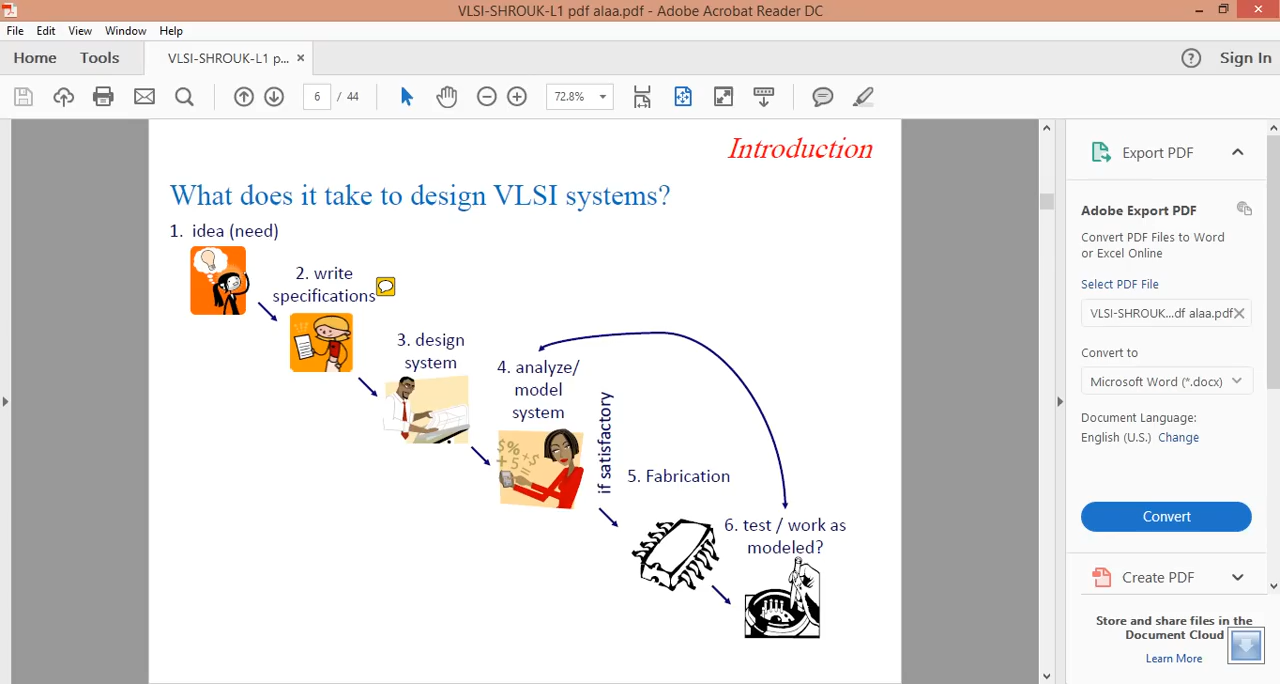 VLSI-SHROUK-L1 pdf alaa.pdf - Adobe Acrobat Reader DC
File Edit View Window Help
Home Tools VLSI-SHROUK-L1 p... × Sign In
6 / 44 72.8%
Introduction
What does it take to design VLSI systems?
1. idea (need)
2. write
specifications
3. design
system
4. analyze/
model
system
if satisfactory
5. Fabrication
6. test / work as
modeled?
Export PDF
Adobe Export PDF
Convert PDF Files to Word
or Excel Online
Select PDF File
VLSI-SHROUK...df alaa.pdf
Convert to
Microsoft Word (*.docx)
Document Language:
English (U.S.) Change
Convert
Create PDF
Store and share files in the
Document Cloud
Learn More